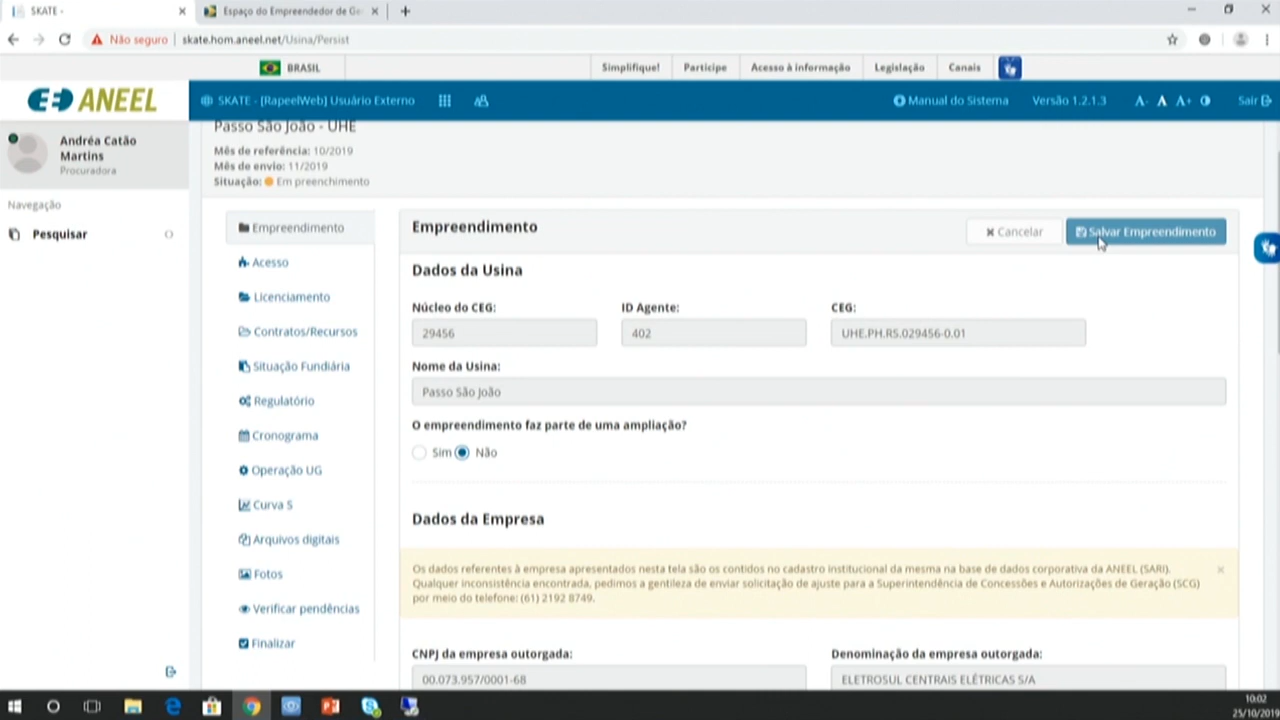 SKATE -
Espaço do Empreendedor de G
Não seguro
skate.hom.aneel.net/Usina/Persist
BRASIL
Simplifique!
Participe
Acesso à informação
Legislação
Canais
ANEEL
SKATE - [RapeelWeb] Usuário Externo
Manual do Sistema
Versão 1.2.1.3
A- A A+
Sair
Andréa Catão
Martins
Procuradora
Navegação
Pesquisar
Passo São João - UHE
Mês de referência: 10/2019
Mês de envio: 11/2019
Situação: Em preenchimento
Empreendimento
Acesso
Licenciamento
Contratos/Recursos
Situação Fundiária
Regulatório
Cronograma
Operação UG
Curva S
Arquivos digitais
Fotos
Verificar pendências
Finalizar
Empreendimento
Cancelar
Salvar Empreendimento
Dados da Usina
Núcleo do CEG:
ID Agente:
CEG:
29456
402
UHE.PH.RS.029456-0.01
Nome da Usina:
Passo São João
O empreendimento faz parte de uma ampliação?
Sim
Não
Dados da Empresa
Os dados referentes à empresa apresentados nesta tela são os contidos no cadastro institucional da mesma na base de dados corporativa da ANEEL (SARI).
Qualquer inconsistência encontrada, pedimos a gentileza de enviar solicitação de ajuste para a Superintendência de Concessões e Autorizações de Geração (SCG)
por meio do telefone: (61) 2192 8749.
CNPJ da empresa outorgada:
Denominação da empresa outorgada:
00.073.957/0001-68
ELETROSUL CENTRAIS ELÉTRICAS S/A
10:02
25/10/2019